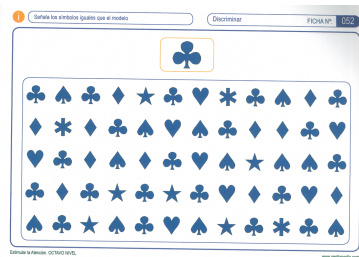 Señala los símbolos iguales que el modelo
Discriminar
FICHA Nº.
052
Estimular la Atención. OCTAVO NIVEL